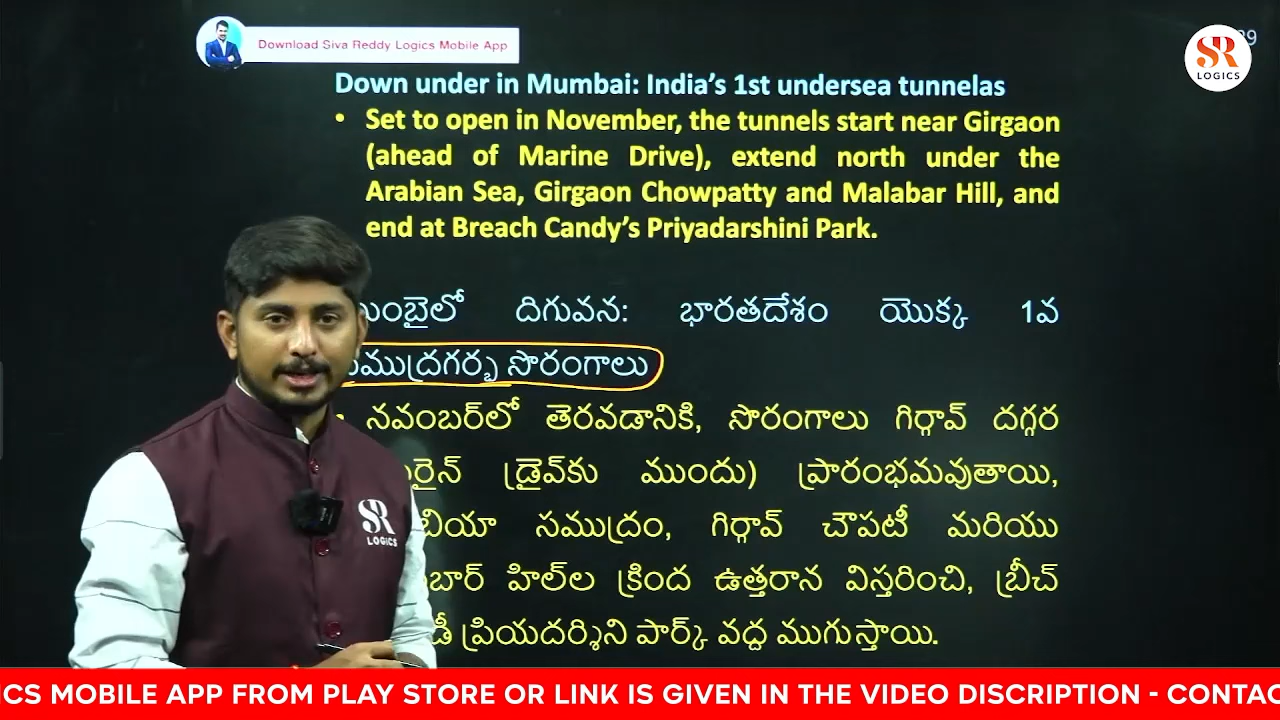 Download Siva Reddy Logics Mobile App
SR
LOGICS
Down under in Mumbai: India's 1st undersea tunnelas
• Set to open in November, the tunnels start near Girgaon
(ahead of Marine Drive), extend north under the
Arabian Sea, Girgaon Chowpatty and Malabar Hill, and
end at Breach Candy's Priyadarshini Park.
దిగువన: భారతదేశం యొక్క 1వ
సముద్రగర్భ సొరంగాలు
నవంబర్‌లో తెరవడానికి, సొరంగాలు గిర్గావ్ దగ్గర
డ్రైవ్‌కు ముందు) ప్రారంభమవుతాయి,
సముద్రం, గిర్గావ్ చౌపటీ మరియు
హిల్‌ల క్రింద ఉత్తరాన విస్తరించి, బ్రీచ్
ప్రియదర్శిని పార్క్ వద్ద ముగుస్తాయి.
SR
LOGICS
ICS MOBILE APP FROM PLAY STORE OR LINK IS GIVEN IN THE VIDEO DISCRIPTION - CONTAC